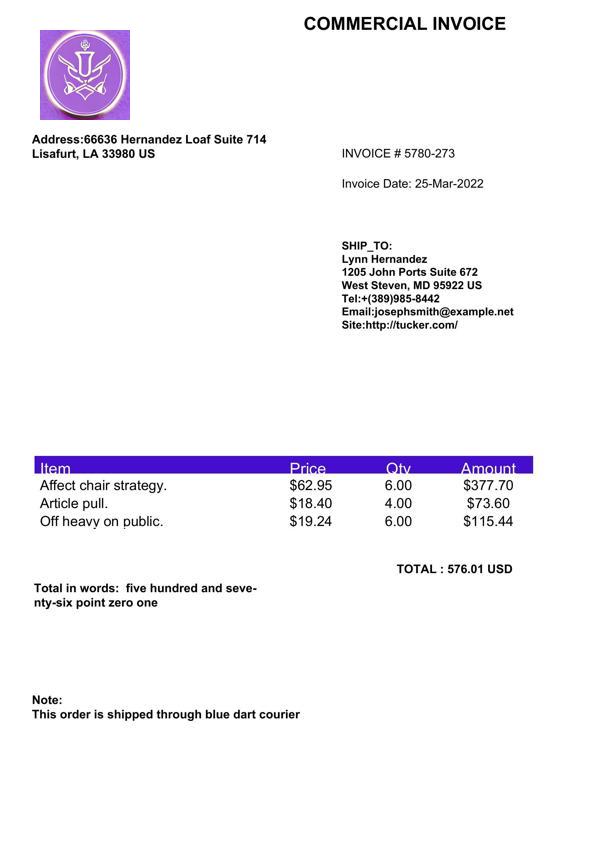 COMMERCIAL INVOICE
Address:66636 Hernandez Loaf Suite 714
Lisafurt, LA 33980 US
INVOICE # 5780-273
Invoice Date: 25-Mar-2022
SHIP_TO:
Lynn Hernandez
1205 John Ports Suite 672
West Steven, MD 95922 US
Tel:+(389)985-8442
Email:josephsmith@example.net
Site:http://tucker.com/
Item Price Qty Amount
Affect chair strategy. $62.95 6.00 $377.70
Article pull. $18.40 4.00 $73.60
Off heavy on public. $19.24 6.00 $115.44
TOTAL : 576.01 USD
Total in words: five hundred and seve-
nty-six point zero one
Note:
This order is shipped through blue dart courier